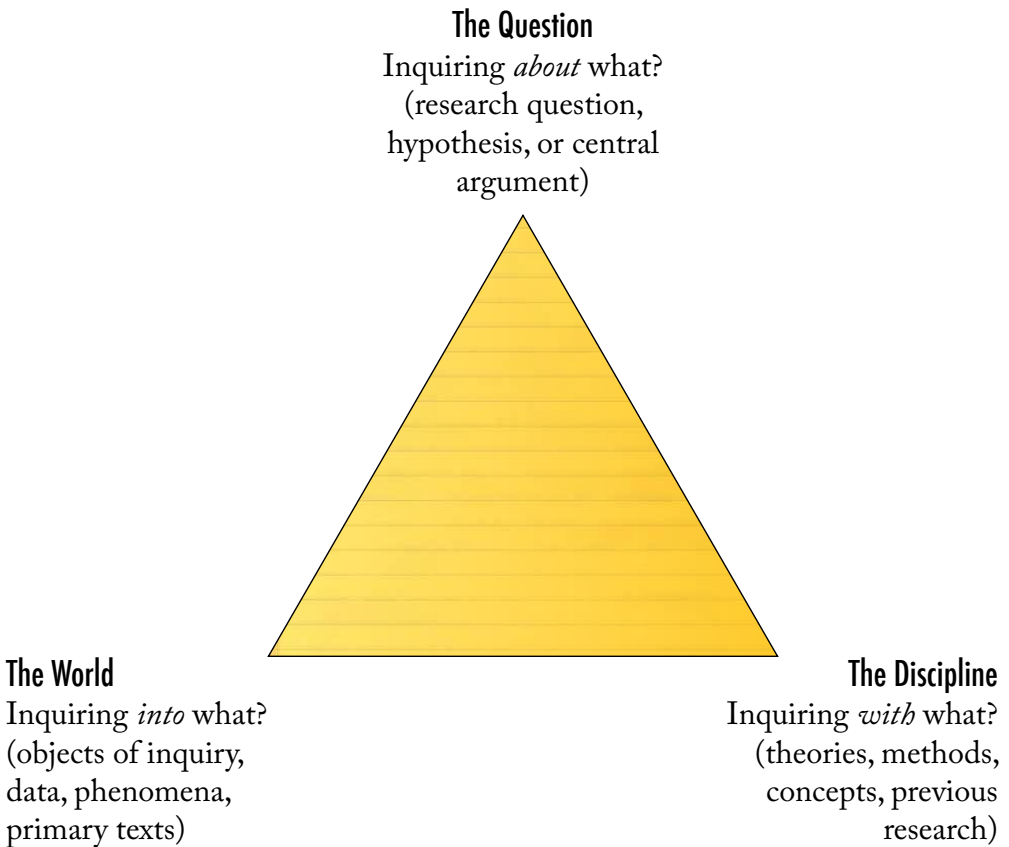 The Question
Inquiring about what?
(research question,
hypothesis, or central
argument)
The World
Inquiring into what?
(objects of inquiry,
data, phenomena,
primary texts)
The Discipline
Inquiring with what?
(theories, methods,
concepts, previous
research)